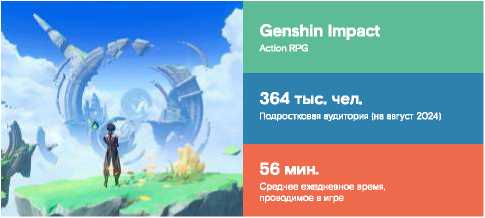 Genshin Impact
Action RPG
364 тыс. чел.
Подростковая аудитория (на август 2024)
56 мин.
Среднее ежедневное время,
проводимое в игре